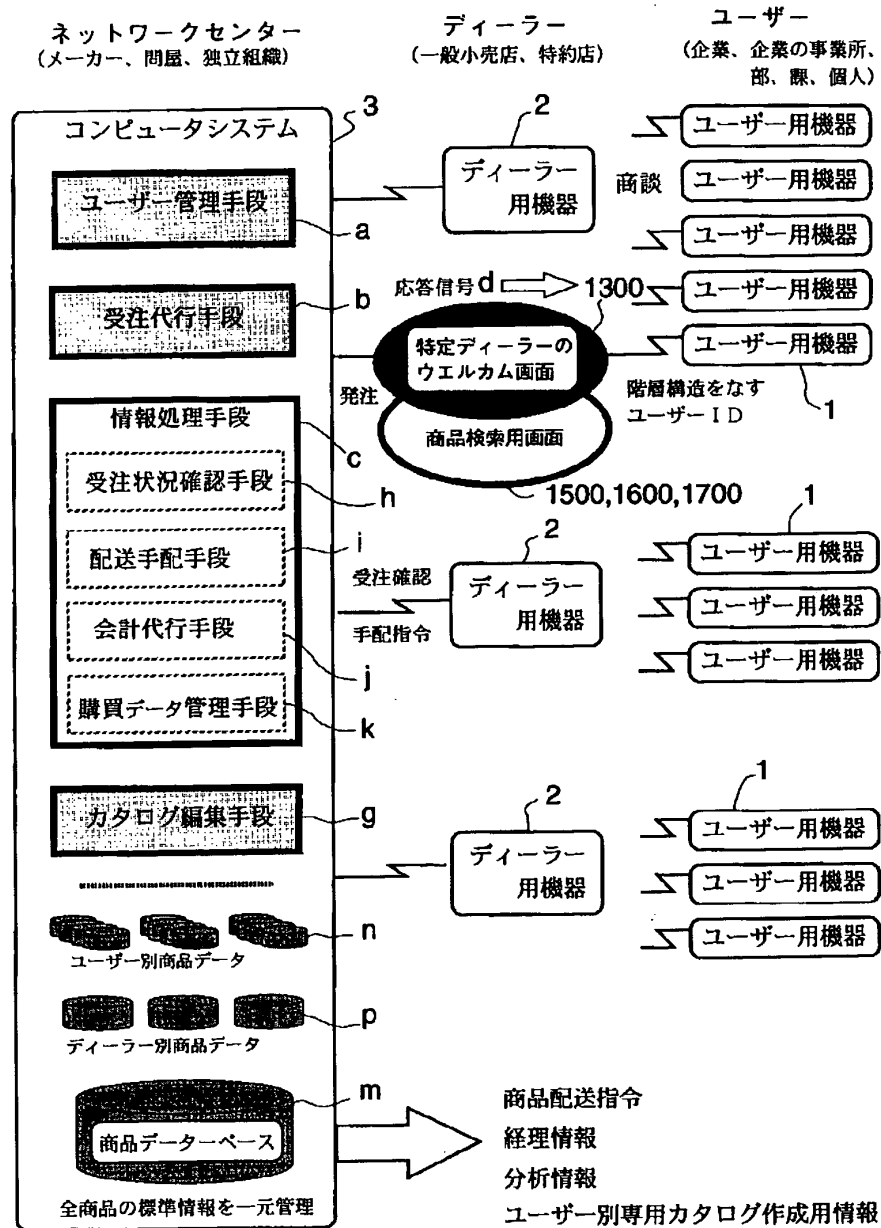 ネットワークセンター
(メーカー、問屋、独立組織)
ディーラー
(一般小売店、特約店)
ユーザー
(企業、企業の事業所、
部、課、個人)
コンピュータシステム
3
ユーザー管理手段
a
受注代行手段
b
情報処理手段
c
受注状況確認手段
h
配送手配手段
i
会計代行手段
j
購買データ管理手段
k
カタログ編集手段
g
ユーザー別商品データ
n
ディーラー別商品データ
p
商品データーベース
m
全商品の標準情報を一元管理
2
ディーラー
用機器
商談
ユーザー用機器
ユーザー用機器
ユーザー用機器
ユーザー用機器
ユーザー用機器
1
応答信号d
1300
特定ディーラーの
ウエルカム画面
発注
商品検索用画面
階層構造をなす
ユーザーID
1500,1600,1700
受注確認
手配指令
2
ディーラー
用機器
1
ユーザー用機器
ユーザー用機器
ユーザー用機器
2
ディーラー
用機器
1
ユーザー用機器
ユーザー用機器
ユーザー用機器
商品配送指令
経理情報
分析情報
ユーザー別専用カタログ作成用情報